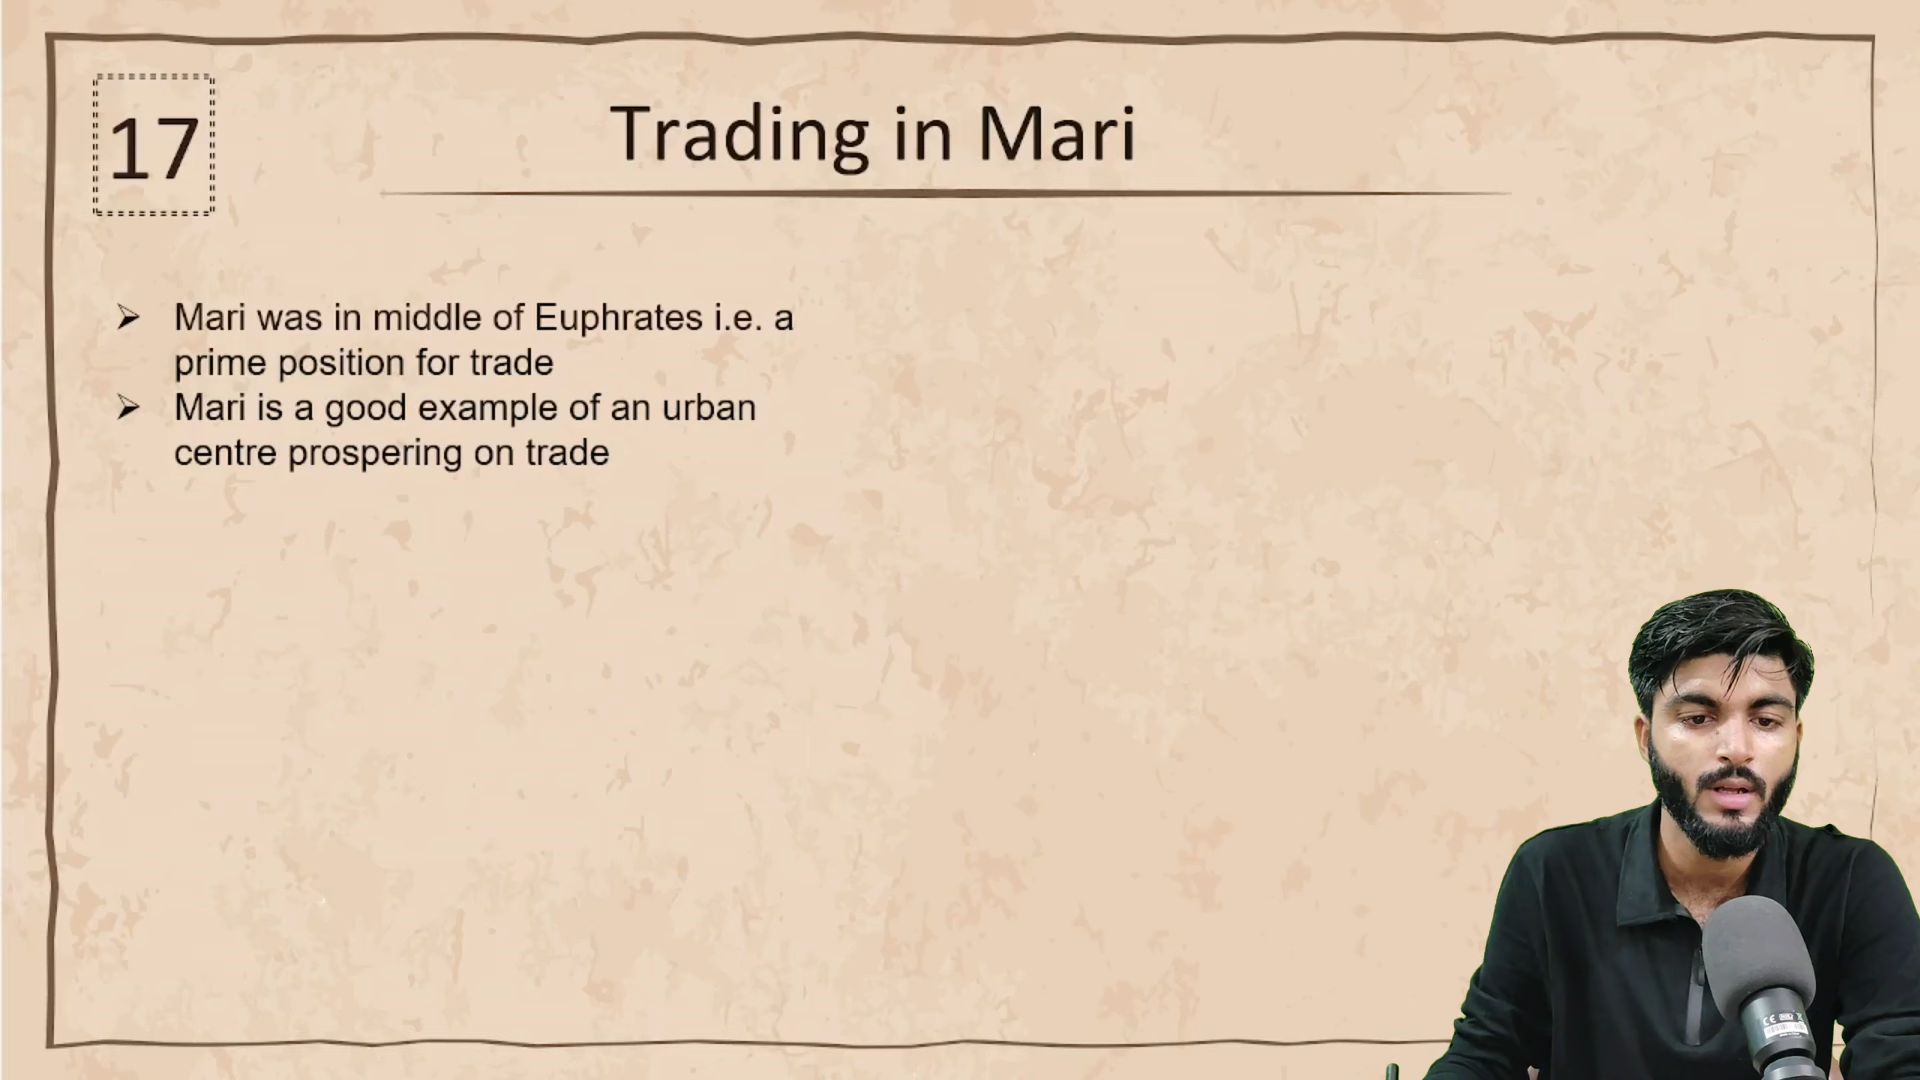 17
Trading in Mari
➢ Mari was in middle of Euphrates i.e. a
prime position for trade
➢ Mari is a good example of an urban
centre prospering on trade
CE